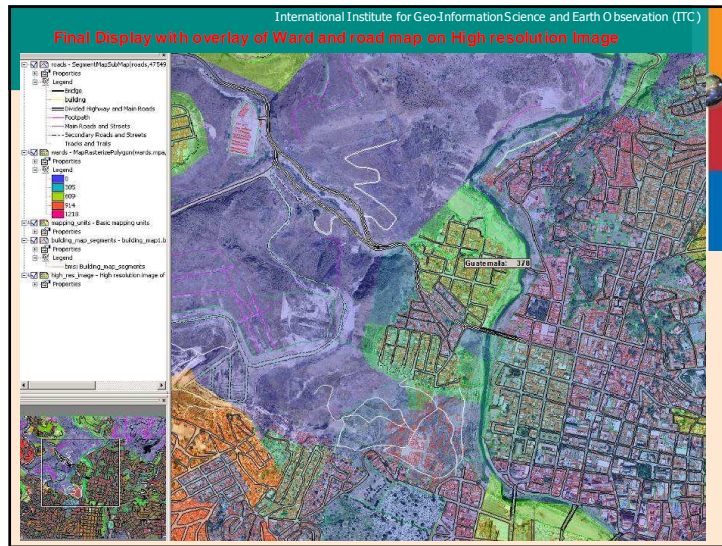 International Institute for Geo-Information Science and Earth Observation (ITC)
Final Display with overlay of Ward and road map on High resolution Image
roads - SegmentMapSubMap(roads,47549
Properties
Legend
Bridge
building
Divided Highway and Main Roads
Footpath
Main Roads and Streets
Secondary Roads and Streets
Tracks and Trails
wards - MapRasterizePolygon(wards.mpa,
Properties
Legend
0
305
609
914
1218
mapping_units - Basic mapping units
Properties
building_map_segments - building_map1.b
Properties
Legend
Building_map_segments
high_res_image - High resolution image of
Properties
Guatemalla: 378